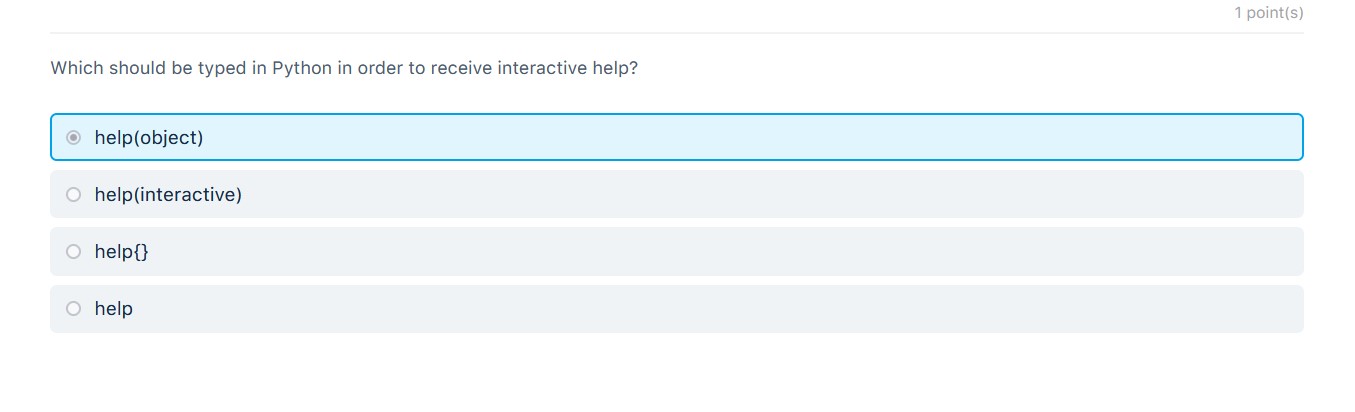 1 point(s)
Which should be typed in Python in order to receive interactive help?
help(object)
help(interactive)
help{}
help